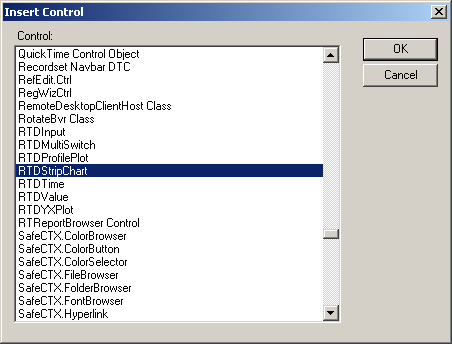 Insert Control
Control:
QuickTime Control Object
Recordset Navbar DTC
RefEdit.Ctrl
RegWizCtrl
RemoteDesktopClientHost Class
RotateBvr Class
RTDInput
RTDMultiSwitch
RTDProfilePlot
RTDStripChart
RTDTime
RTDValue
RTDYXPlot
RTReportBrowser Control
SafeCTX.ColorBrowser
SafeCTX.ColorButton
SafeCTX.ColorSelector
SafeCTX.FileBrowser
SafeCTX.FolderBrowser
SafeCTX.FontBrowser
SafeCTX.Hyperlink
OK
Cancel